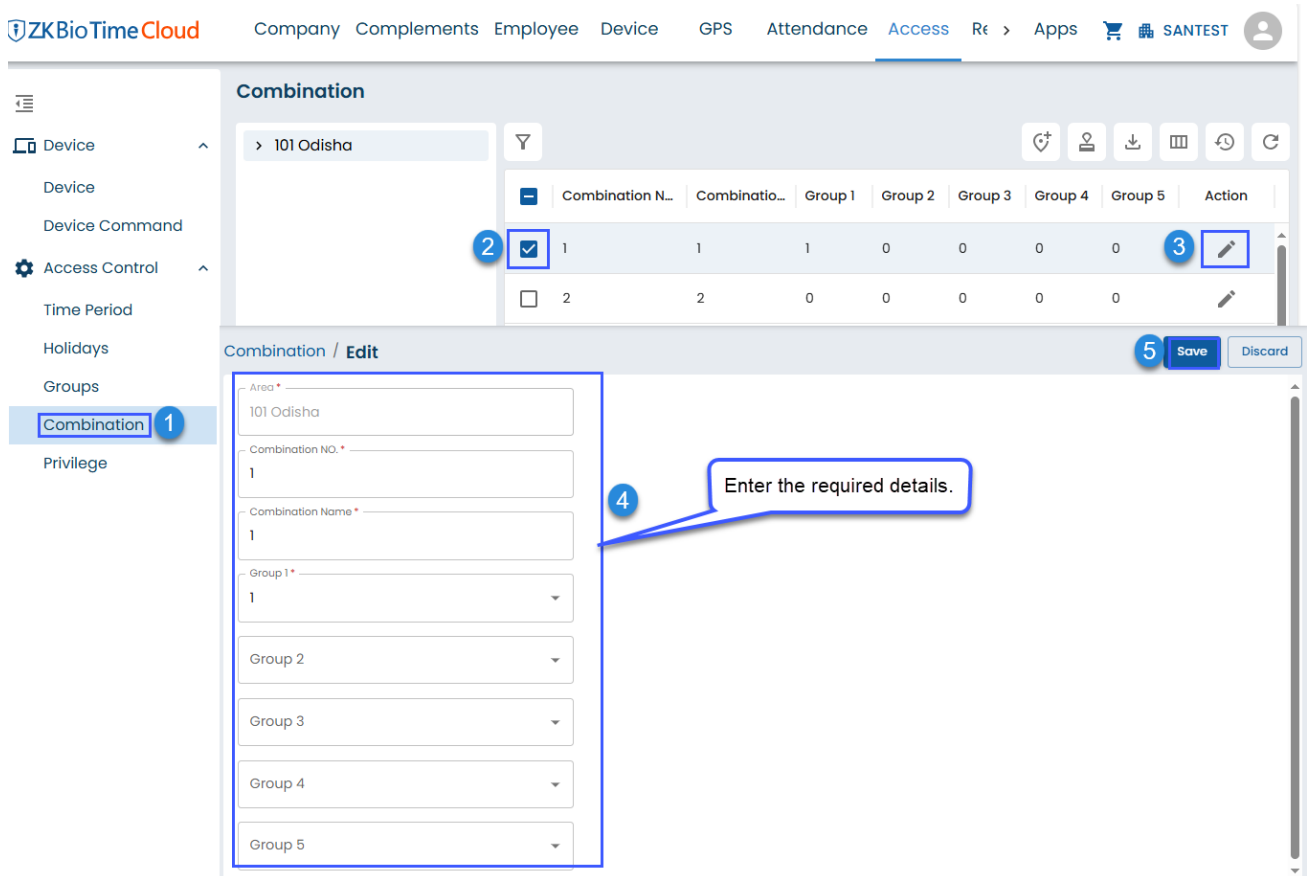 ZKBioTime Cloud
Company Complements Employee Device GPS Attendance Access Re > Apps SANTEST
Combination
Device
Device
Device Command
Access Control
Time Period
Holidays
Groups
Combination 1
Privilege
> 101 Odisha
Combination N... Combinatio... Group 1 Group 2 Group 3 Group 4 Group 5 Action
2 1 1 1 0 0 0 0 3
2 2 0 0 0 0 0
Combination / Edit 5 Save Discard
Area *
101 Odisha
Combination NO. *
1
Combination Name *
1
Group 1 *
1
Group 2
Group 3
Group 4
Group 5
4
Enter the required details.